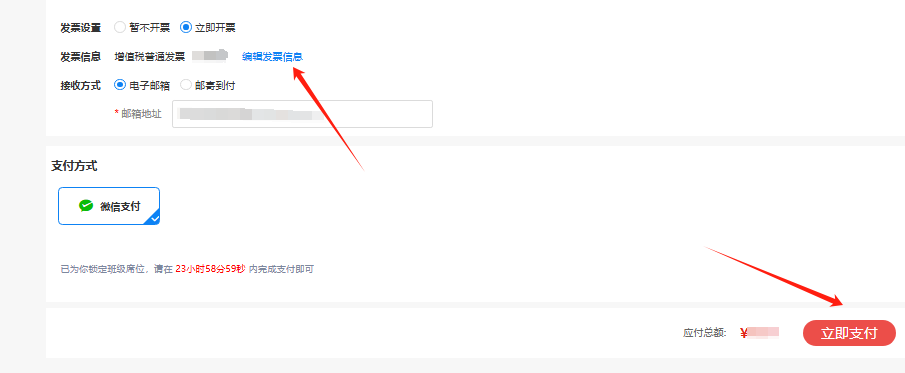 发票设置 暂不开票 立即开票
发票信息 增值税普通发票 编辑发票信息
接收方式 电子邮箱 邮寄到付
* 邮箱地址
支付方式
微信支付
已为你锁定班级席位，请在 23小时58分59秒 内完成支付即可
应付总额: ¥ 立即支付